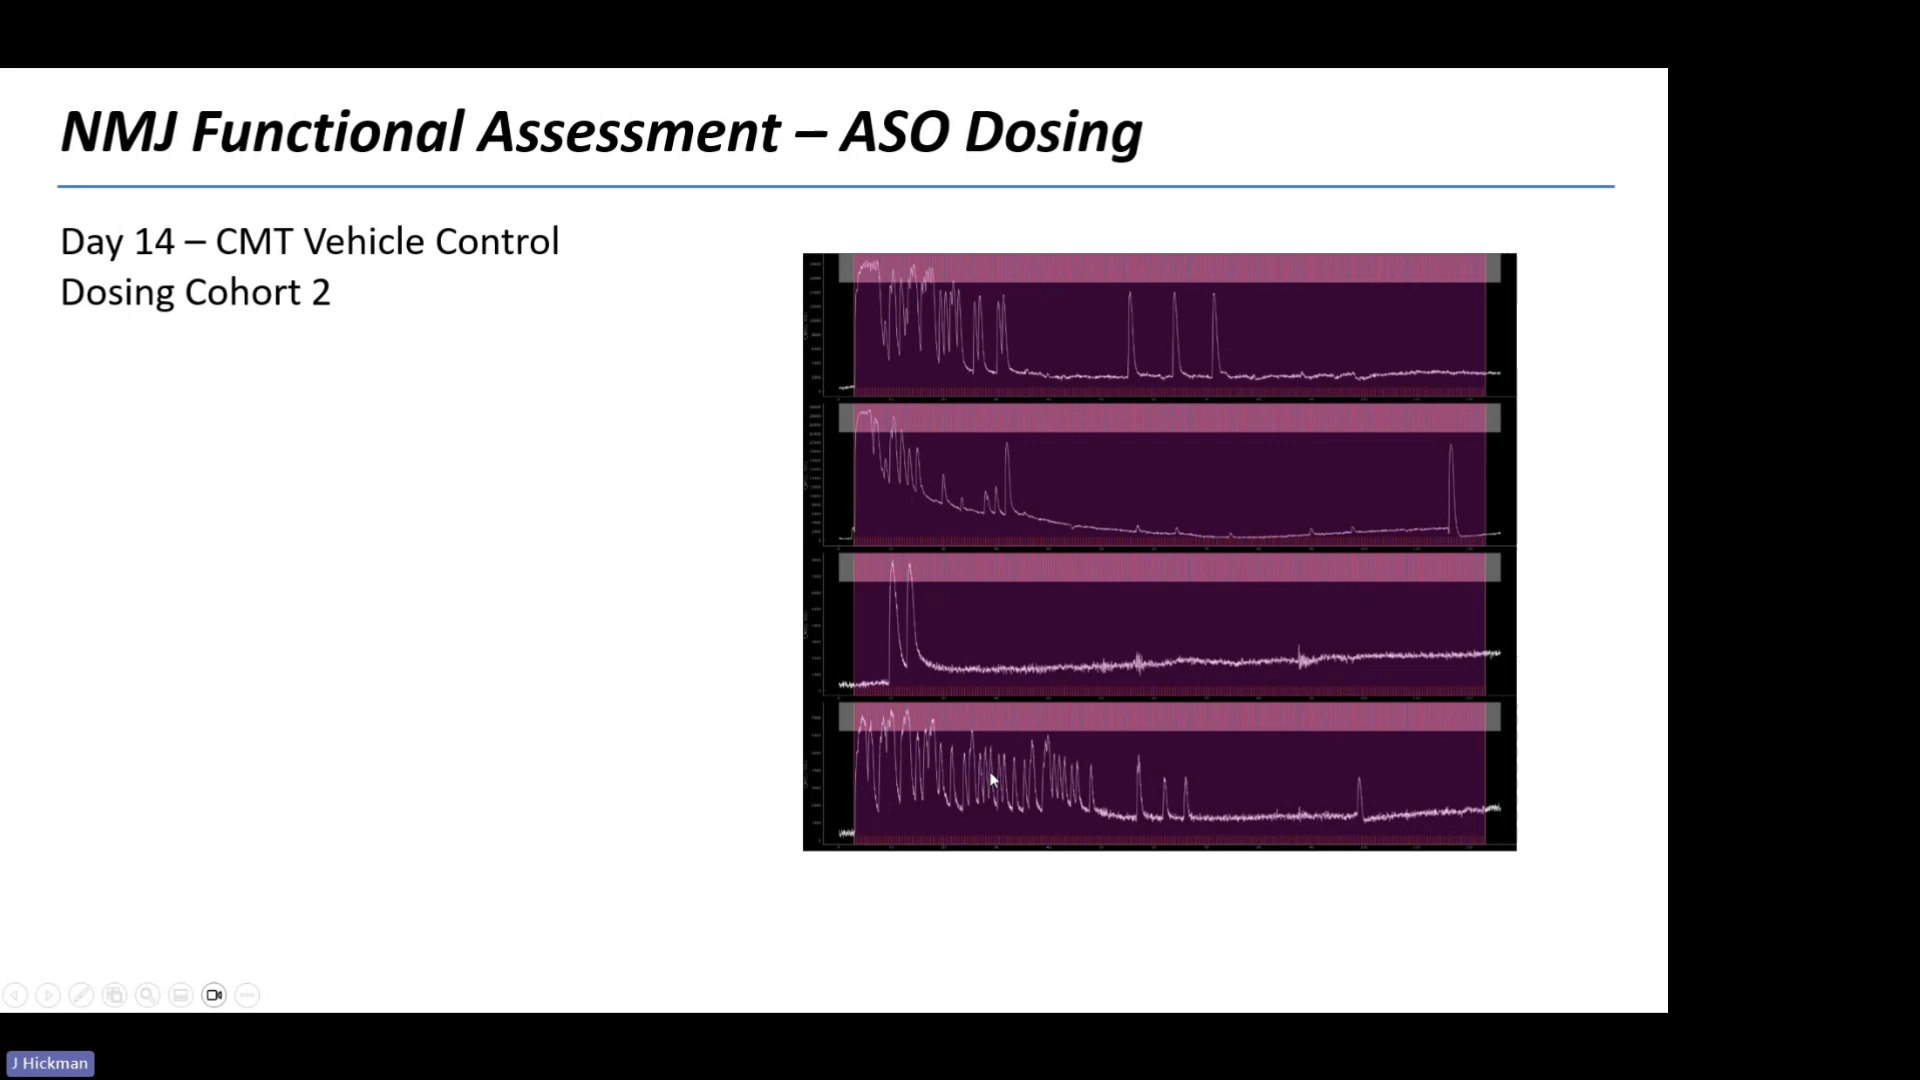 NMJ Functional Assessment – ASO Dosing
Day 14 – CMT Vehicle Control
Dosing Cohort 2
J Hickman